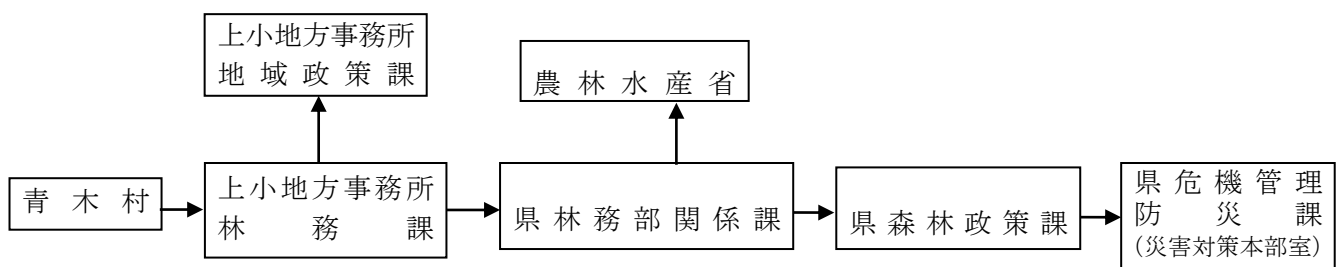 上小地方事務所
地域政策課
農林水産省
青木村
上小地方事務所
林務課
県林務部関係課
県森林政策課
県危機管理
防災課
(災害対策本部室)